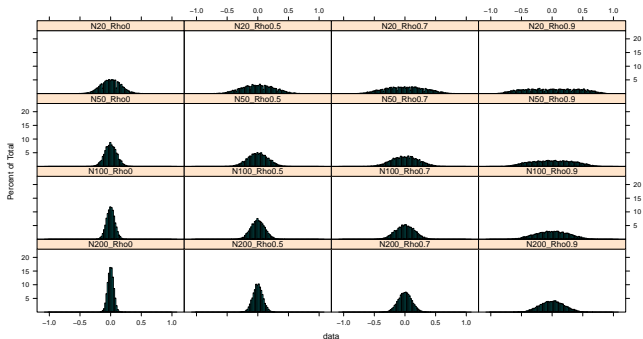 −1.0 −0.5 0.0 0.5 1.0 −1.0 −0.5 0.0 0.5 1.0
N20_Rho0 N20_Rho0.5 N20_Rho0.7 N20_Rho0.9
20
15
10
5
N50_Rho0 N50_Rho0.5 N50_Rho0.7 N50_Rho0.9
20
15
10
5
N100_Rho0 N100_Rho0.5 N100_Rho0.7 N100_Rho0.9
20
15
10
5
N200_Rho0 N200_Rho0.5 N200_Rho0.7 N200_Rho0.9
20
15
10
5
−1.0 −0.5 0.0 0.5 1.0 −1.0 −0.5 0.0 0.5 1.0
Percent of Total
data